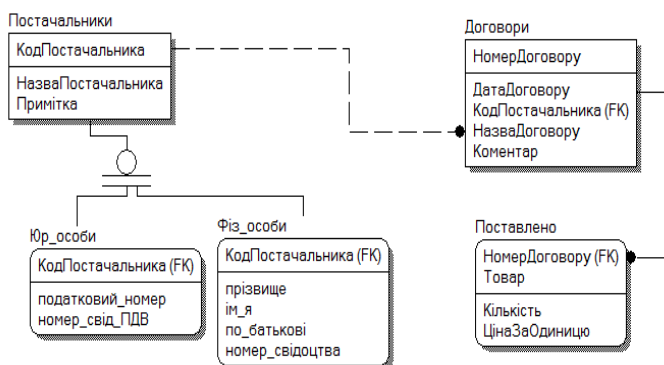 Постачальники
КодПостачальника
НазваПостачальника
Примітка
Договори
НомерДоговору
ДатаДоговору
КодПостачальника (FK)
НазваДоговору
Коментар
Юр_особи
КодПостачальника (FK)
податковий_номер
номер_свід_ПДВ
Фіз_особи
КодПостачальника (FK)
прізвище
ім_я
по_батькові
номер_свідоцтва
Поставлено
НомерДоговору (FK)
Товар
Кількість
ЦінаЗаОдиницю